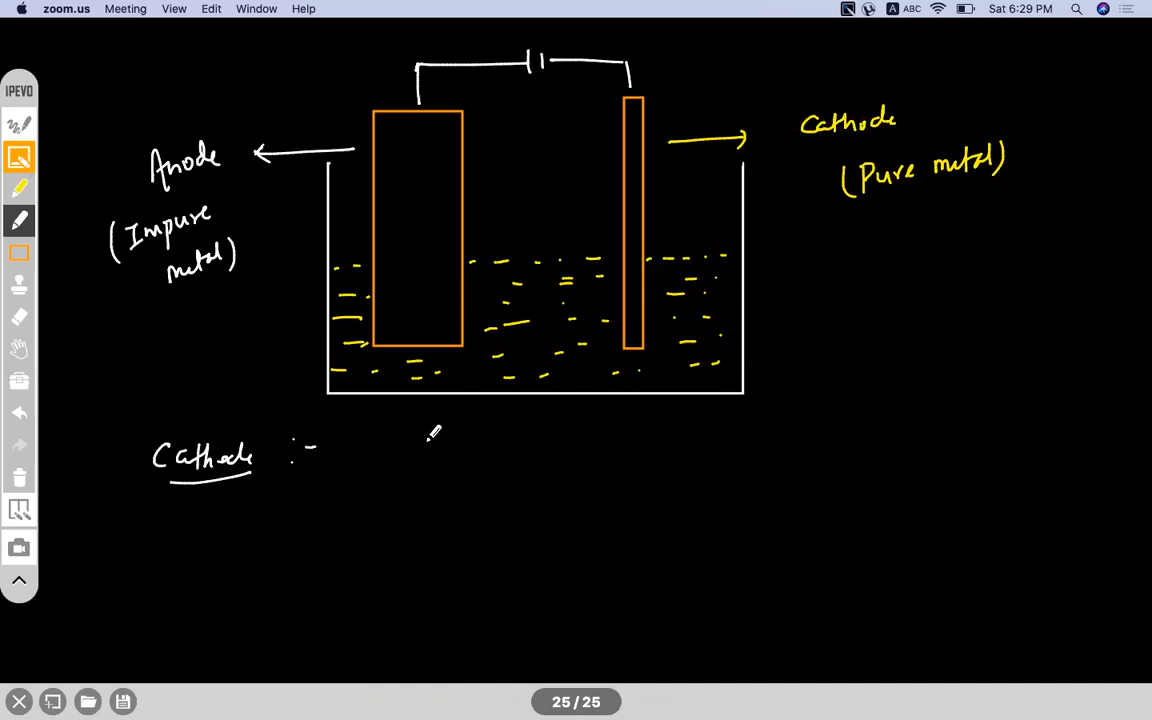 zoom.us Meeting View Edit Window Help A ABC Sat 6:29 PM
IPEVO
Anode
(Impure
metal)
Cathode
(Pure metal)
Cathode :-
25 / 25